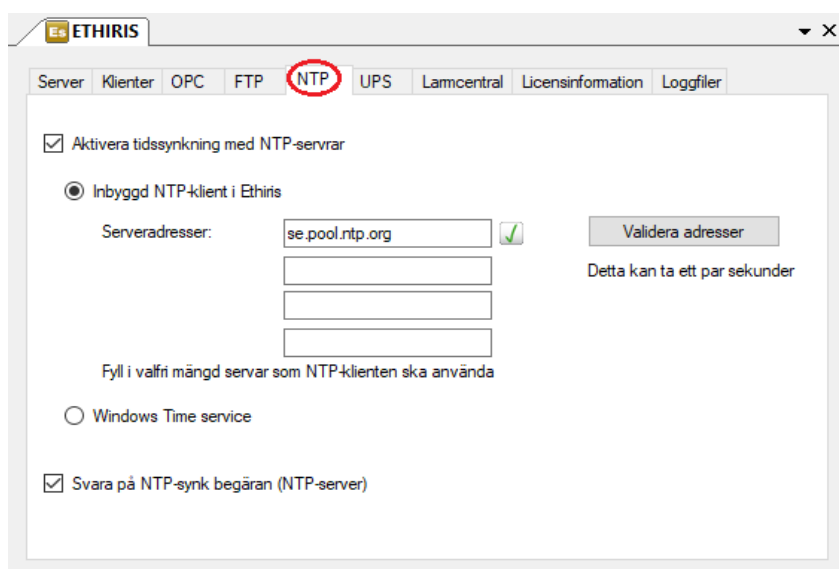 Es ETHIRIS
Server Klienter OPC FTP NTP UPS Larmcentral Licensinformation Loggfiler
Aktivera tidssynkning med NTP-servrar
Inbyggd NTP-klient i Ethiris
Serveradresser: se.pool.ntp.org Validera adresser
Detta kan ta ett par sekunder
Fyll i valfri mängd servar som NTP-klienten ska använda
Windows Time service
Svara på NTP-synk begäran (NTP-server)